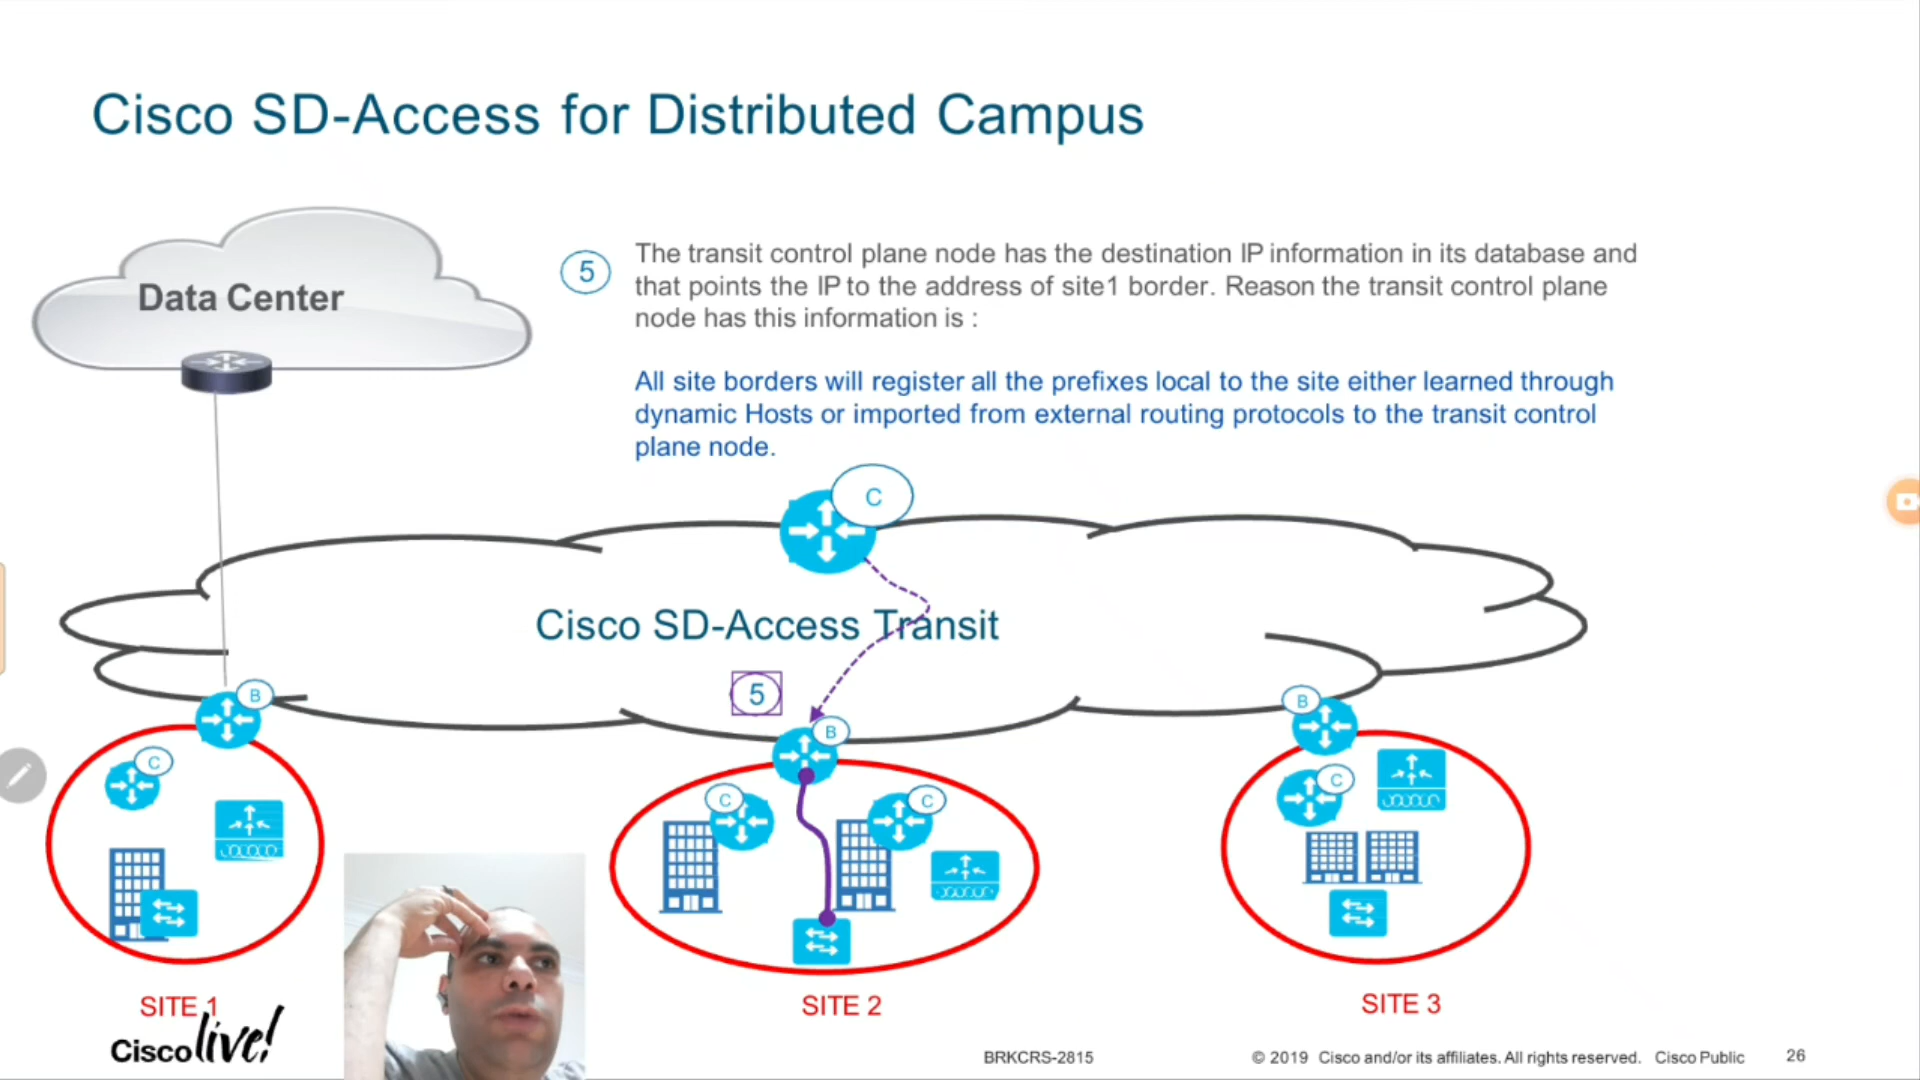 Cisco SD-Access for Distributed Campus
Data Center
5
The transit control plane node has the destination IP information in its database and
that points the IP to the address of site1 border. Reason the transit control plane
node has this information is :
All site borders will register all the prefixes local to the site either learned through
dynamic Hosts or imported from external routing protocols to the transit control
plane node.
C
Cisco SD-Access Transit
5
B
B
B
C
C
C
C
SITE 1
SITE 2
SITE 3
Cisco live!
BRKCRS-2815
© 2019 Cisco and/or its affiliates. All rights reserved. Cisco Public
26